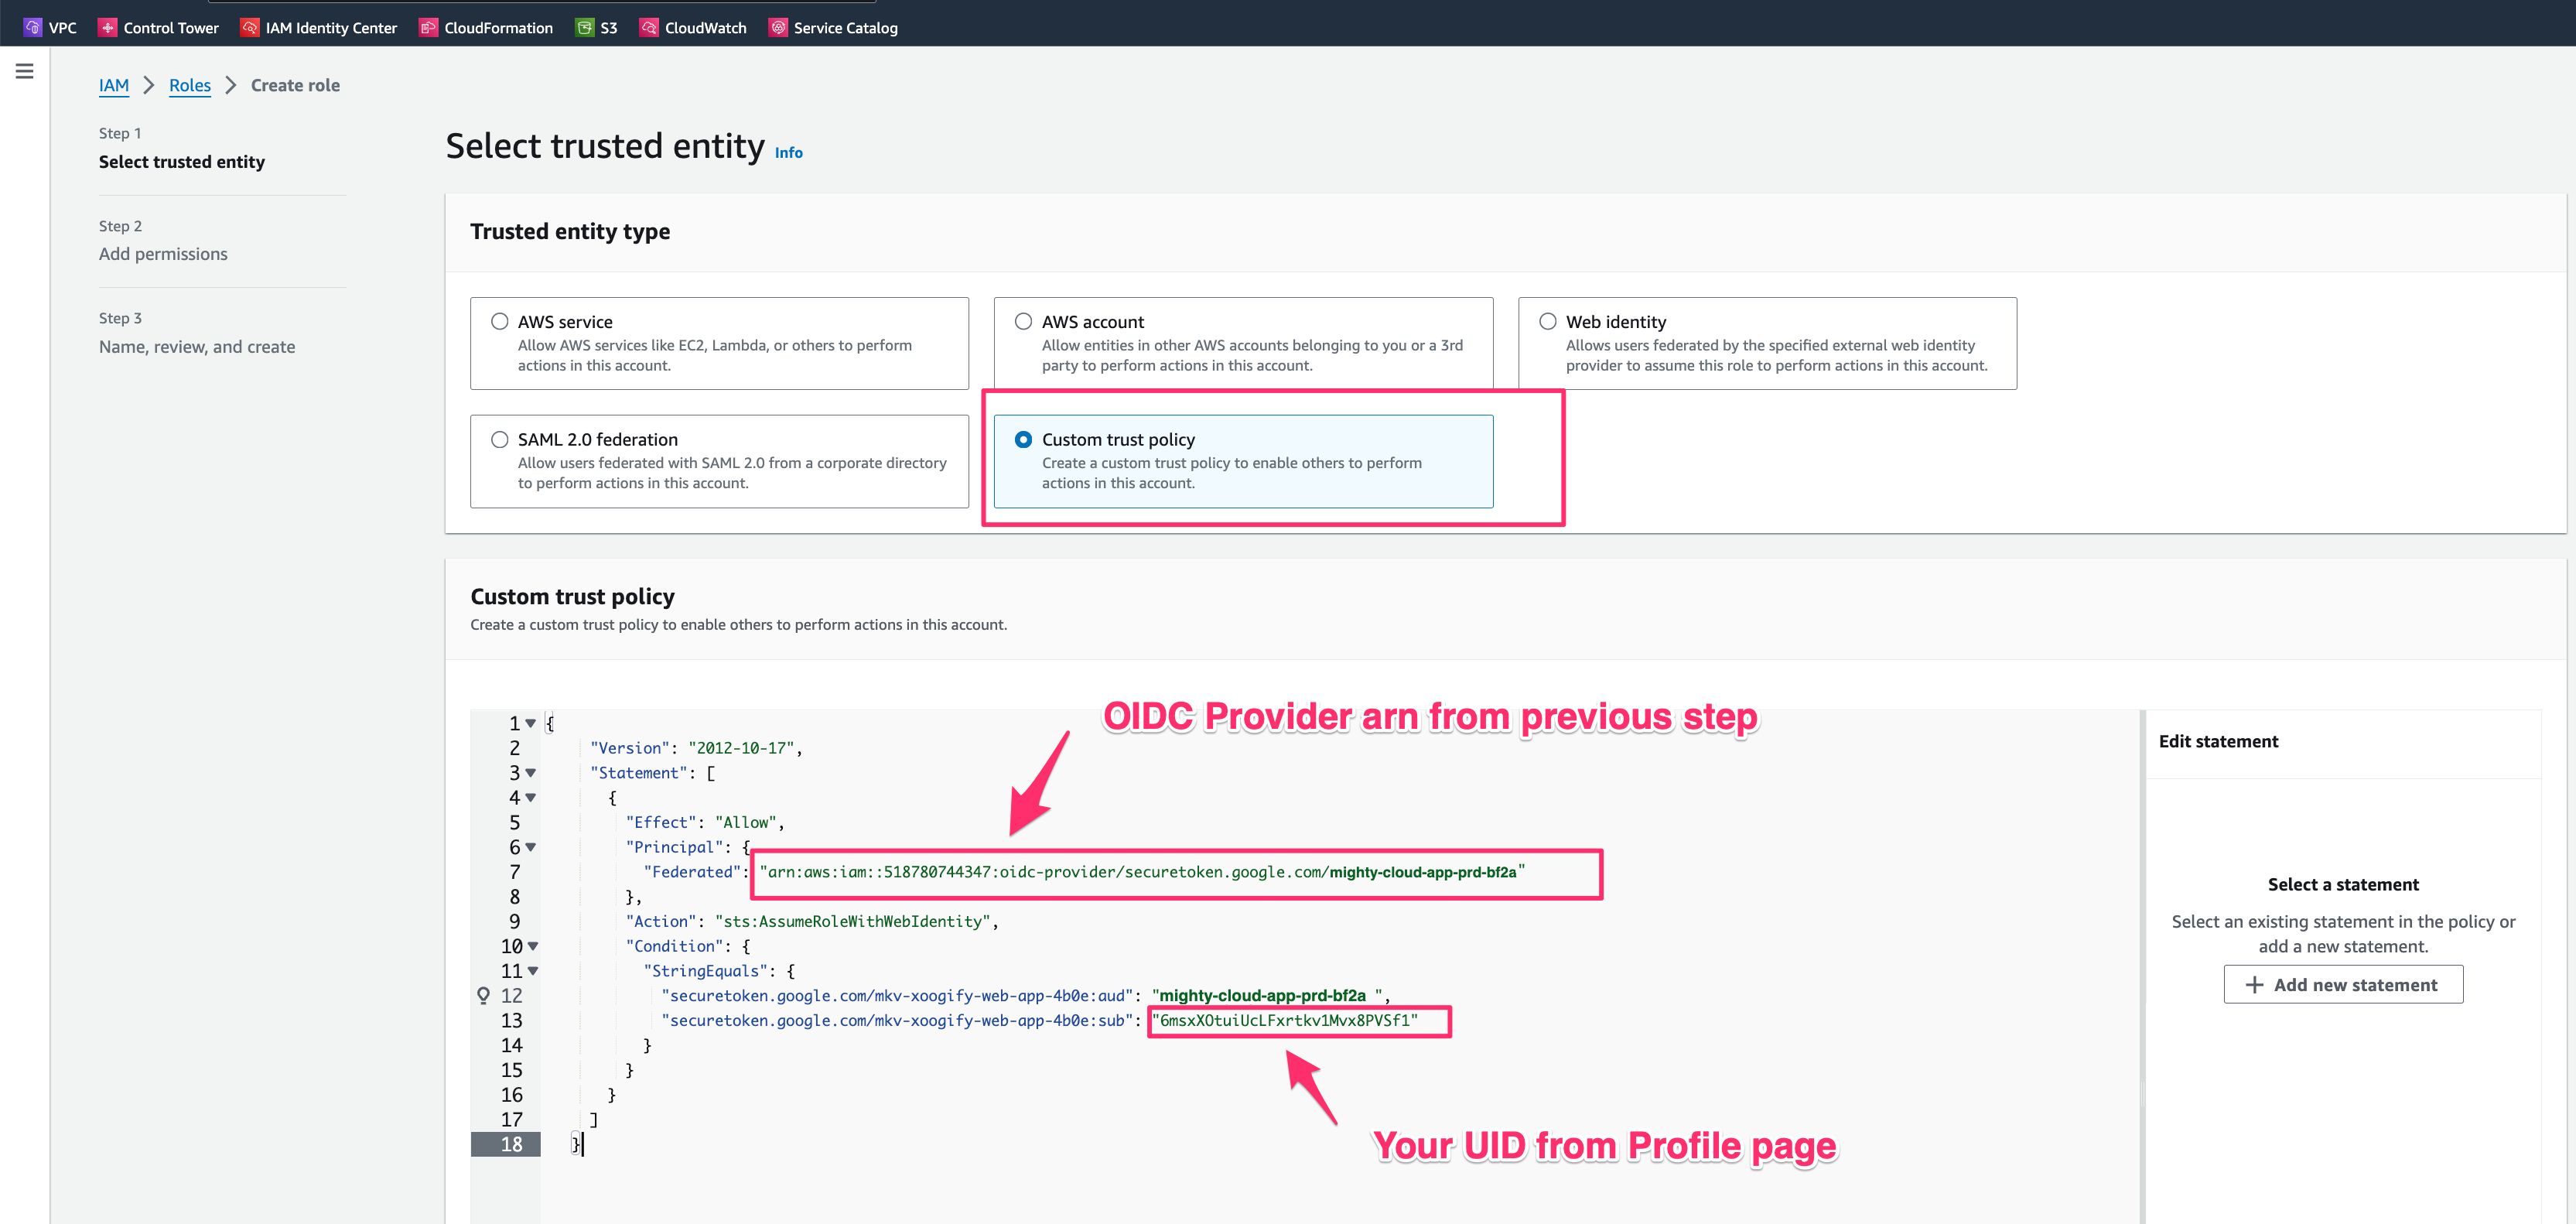 VPC Control Tower IAM Identity Center CloudFormation S3 CloudWatch Service Catalog
IAM > Roles > Create role
Step 1
Select trusted entity
Step 2
Add permissions
Step 3
Name, review, and create
Select trusted entity Info
Trusted entity type
AWS service
Allow AWS services like EC2, Lambda, or others to perform
actions in this account.
AWS account
Allow entities in other AWS accounts belonging to you or a 3rd
party to perform actions in this account.
Web identity
Allows users federated by the specified external web identity
provider to assume this role to perform actions in this account.
SAML 2.0 federation
Allow users federated with SAML 2.0 from a corporate directory
to perform actions in this account.
Custom trust policy
Create a custom trust policy to enable others to perform
actions in this account.
Custom trust policy
Create a custom trust policy to enable others to perform actions in this account.
OIDC Provider arn from previous step
1 {
2 "Version": "2012-10-17",
3 "Statement": [
4 {
5 "Effect": "Allow",
6 "Principal": {
7 "Federated": "arn:aws:iam::518780744347:oidc-provider/securetoken.google.com/mighty-cloud-app-prd-bf2a"
8 },
9 "Action": "sts:AssumeRoleWithWebIdentity",
10 "Condition": {
11 "StringEquals": {
12 "securetoken.google.com/mkv-xoogify-web-app-4b0e:aud": "mighty-cloud-app-prd-bf2a ",
13 "securetoken.google.com/mkv-xoogify-web-app-4b0e:sub": "6msxXOtuiUcLFxrtkv1Mvx8PVSf1"
14 }
15 }
16 }
17 ]
18 }
Your UID from Profile page
Edit statement
Select a statement
Select an existing statement in the policy or
add a new statement.
+ Add new statement